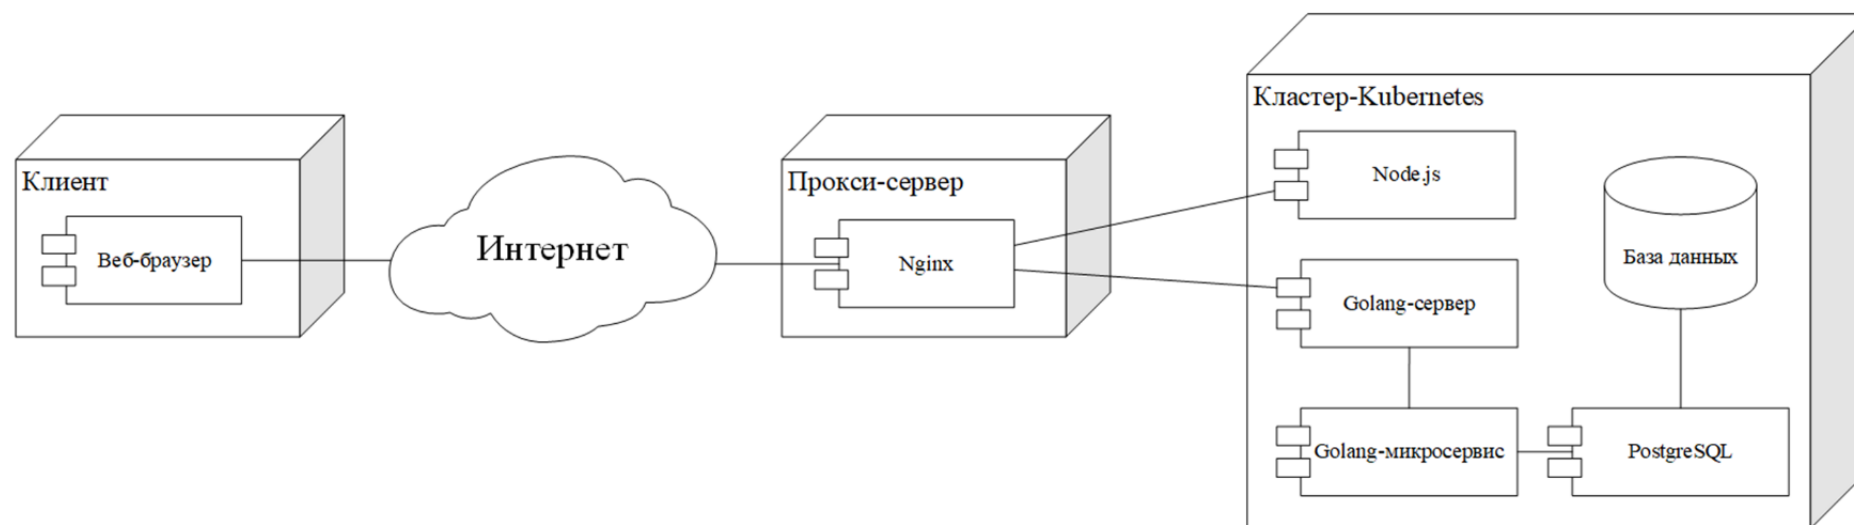 Клиент
Веб-браузер
Интернет
Прокси-сервер
Nginx
Кластер-Kubernetes
Node.js
База данных
Golang-сервер
Golang-микросервис
PostgreSQL